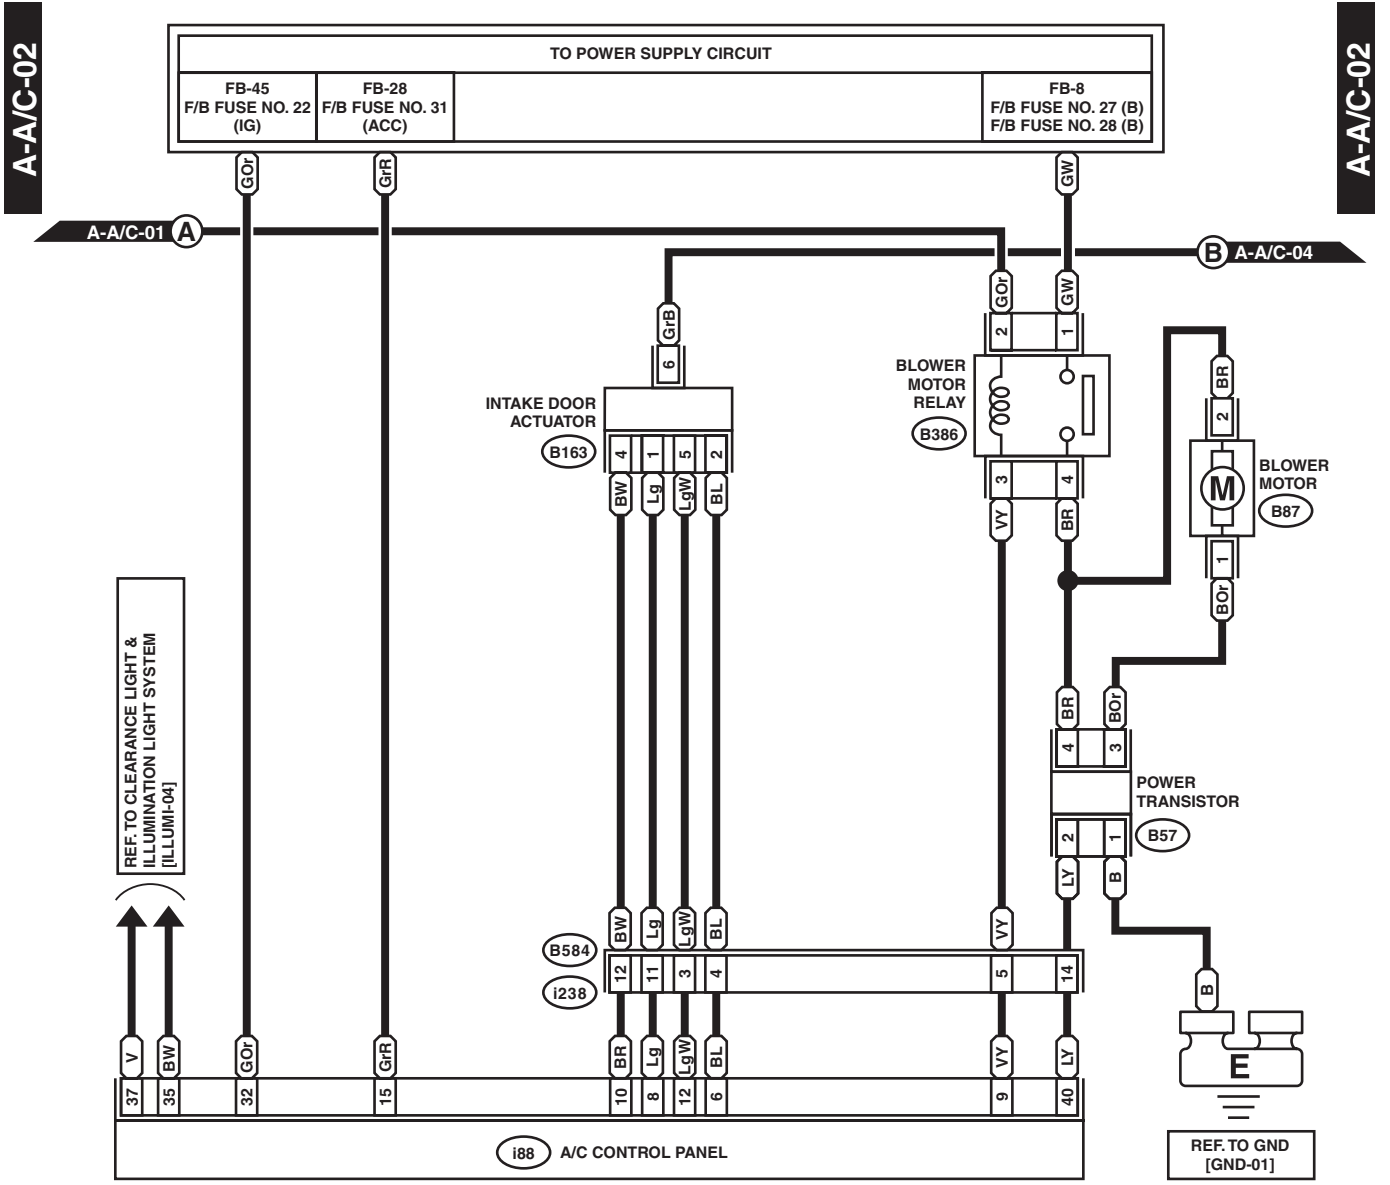 A-A/C-02
A-A/C-02
TO POWER SUPPLY CIRCUIT
FB-45
F/B FUSE NO. 22
(IG)
FB-28
F/B FUSE NO. 31
(ACC)
FB-8
F/B FUSE NO. 27 (B)
F/B FUSE NO. 28 (B)
GOr
GrR
GW
A-A/C-01
A
B
A-A/C-04
GOr
GW
GrB
2
1
6
BLOWER
MOTOR
RELAY
B386
BR
2
INTAKE DOOR
ACTUATOR
B163
4
1
5
2
BW
Lg
LgW
BL
3
4
VY
BR
M
BLOWER
MOTOR
B87
1
BOr
REF. TO CLEARANCE LIGHT &
ILLUMINATION LIGHT SYSTEM
[ILLUMI-04]
BR
BOr
4
3
POWER
TRANSISTOR
B57
2
1
LY
B
BW
Lg
LgW
BL
VY
B584
i238
12
11
3
4
5
14
B
V
BW
GOr
GrR
BR
Lg
LgW
BL
VY
LY
E
37
35
32
15
10
8
12
6
9
40
i88
A/C CONTROL PANEL
REF. TO GND
[GND-01]